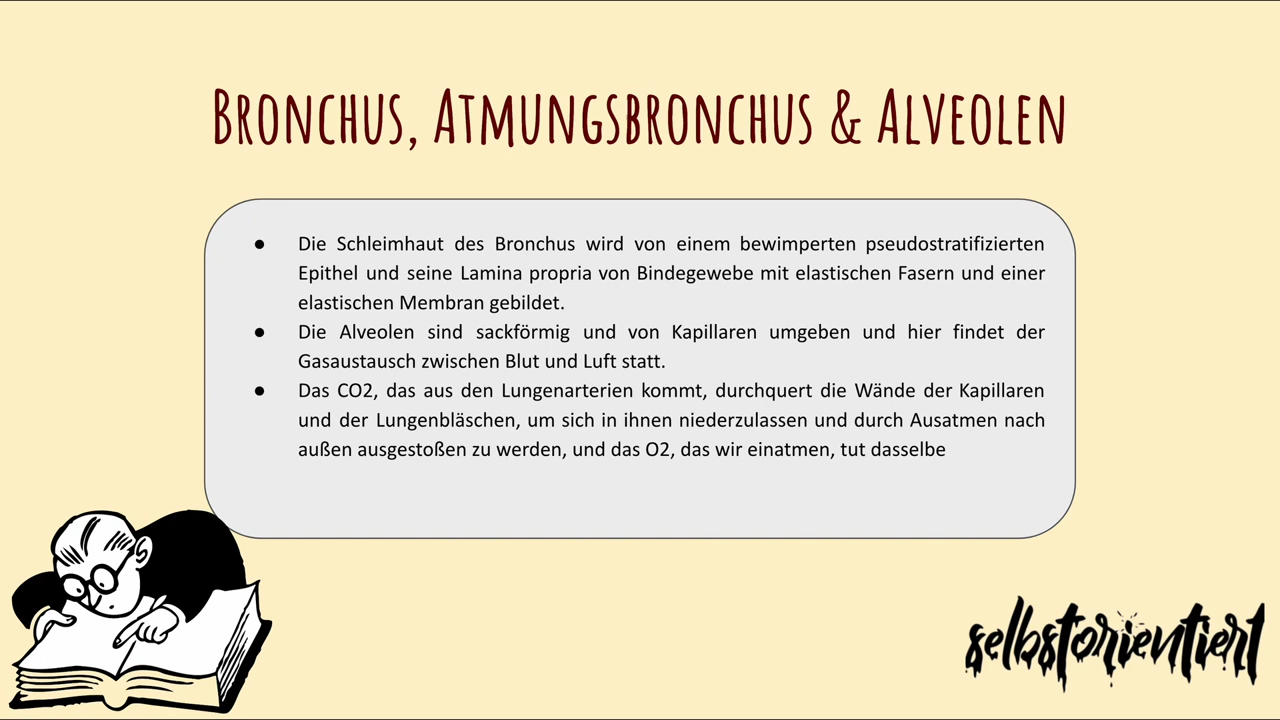 Bronchus, Atmungsbronchus & Alveolen
● Die Schleimhaut des Bronchus wird von einem bewimperten pseudostratifizierten
Epithel und seine Lamina propria von Bindegewebe mit elastischen Fasern und einer
elastischen Membran gebildet.
● Die Alveolen sind sackförmig und von Kapillaren umgeben und hier findet der
Gasaustausch zwischen Blut und Luft statt.
● Das CO2, das aus den Lungenarterien kommt, durchquert die Wände der Kapillaren
und der Lungenbläschen, um sich in ihnen niederzulassen und durch Ausatmen nach
außen ausgestoßen zu werden, und das O2, das wir einatmen, tut dasselbe
selbstorientiert